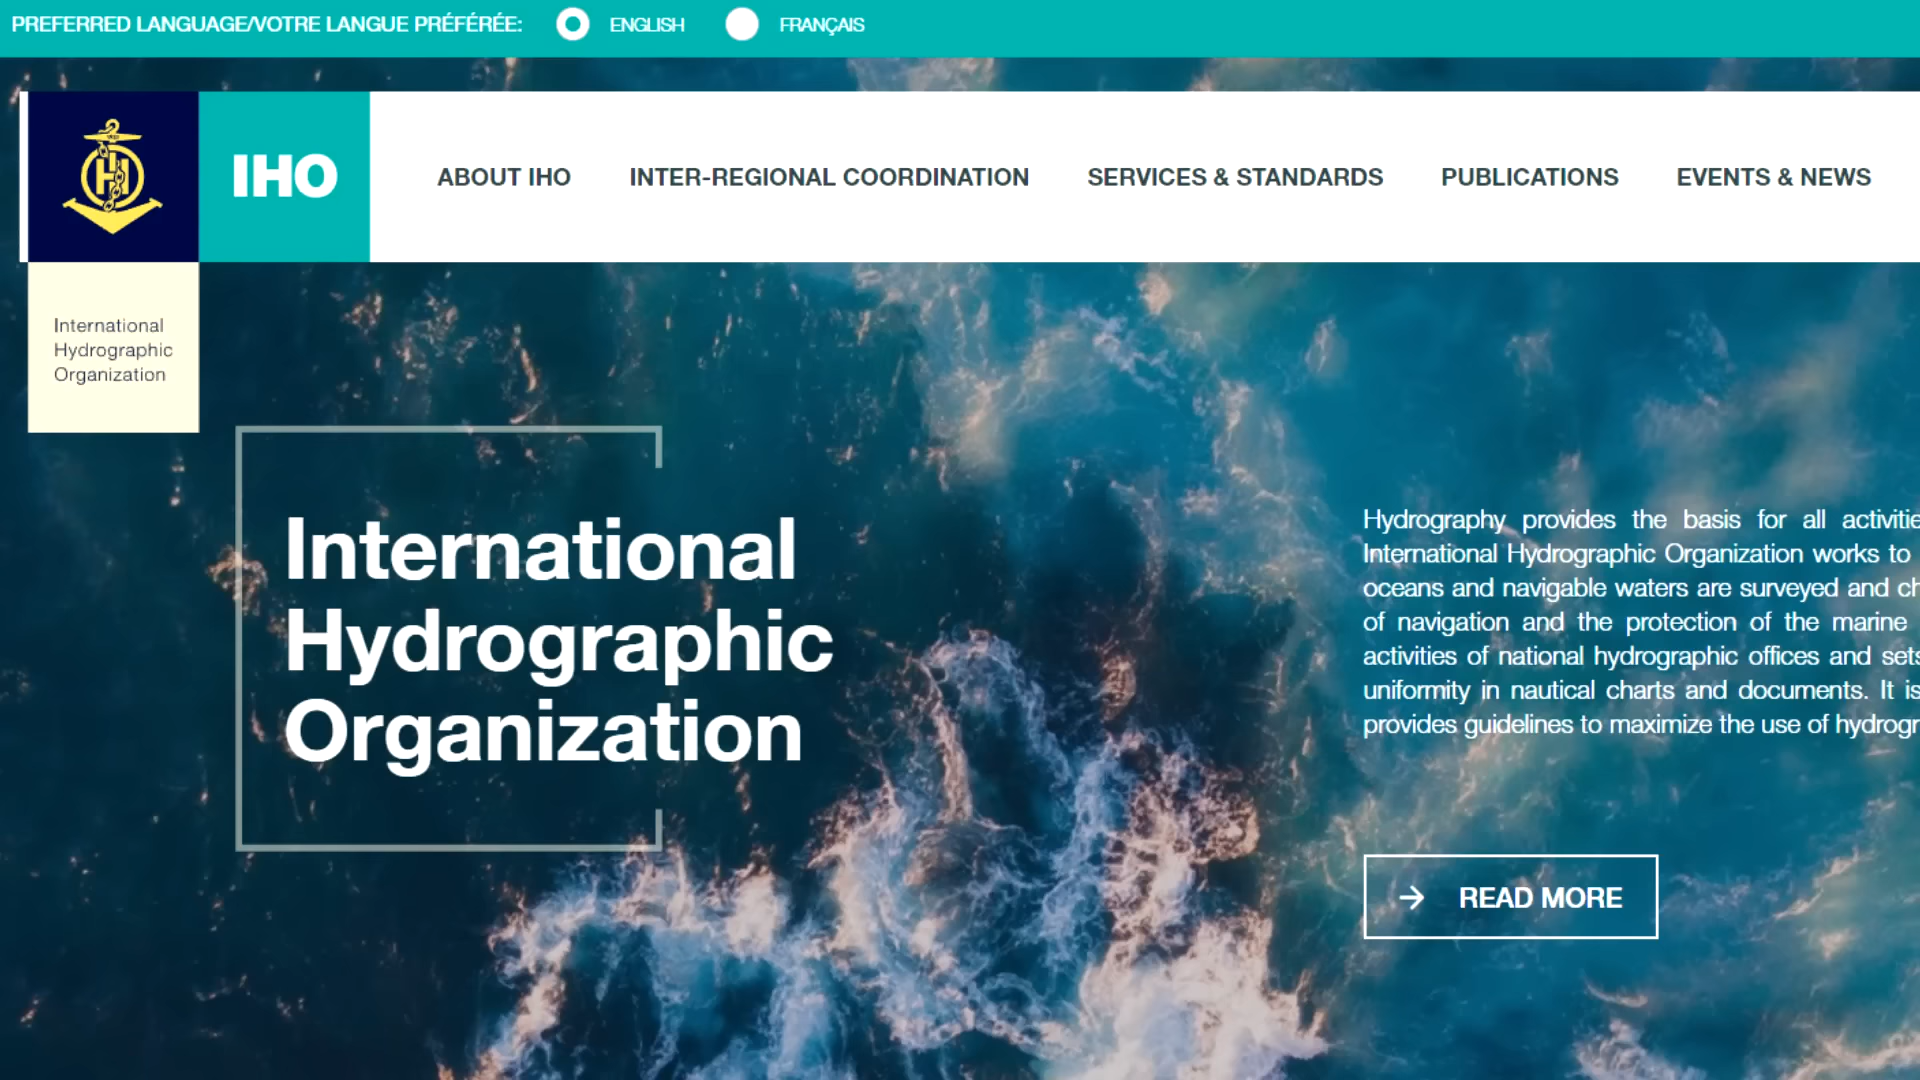 PREFERRED LANGUAGE/VOTRE LANGUE PRÉFÉRÉE: ENGLISH FRANÇAIS
IHO
ABOUT IHO INTER-REGIONAL COORDINATION SERVICES & STANDARDS PUBLICATIONS EVENTS & NEWS
International
Hydrographic
Organization
International
Hydrographic
Organization
Hydrography provides the basis for all
International Hydrographic Organization works to
oceans and navigable waters are surveyed and
of navigation and the protection of the marine
activities of national hydrographic offices and sets
uniformity in nautical charts and documents. It is
provides guidelines to maximize the use of
READ MORE